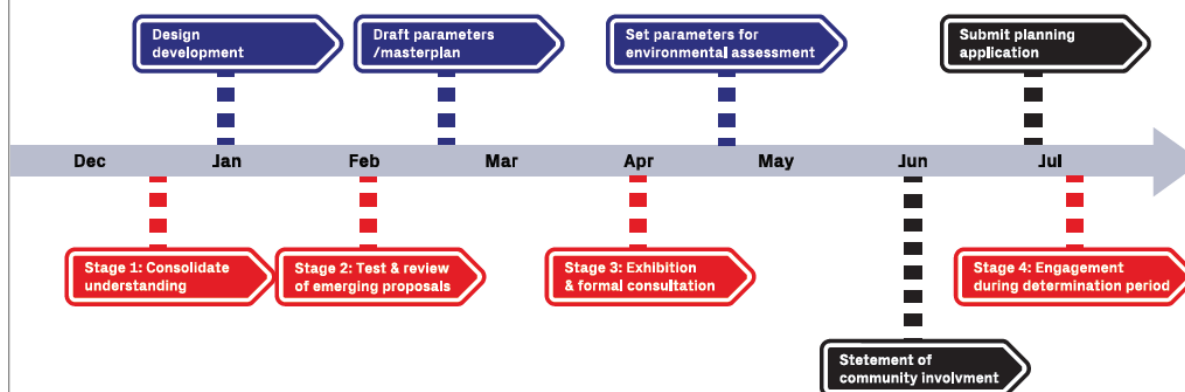 Design
development
Draft parameters
/masterplan
Set parameters for
environmental assessment
Submit planning
application
Dec Jan Feb Mar Apr May Jun Jul
Stage 1: Consolidate
understanding
Stage 2: Test & review
of emerging proposals
Stage 3: Exhibition
& formal consultation
Stage 4: Engagement
during determination period
Stetement of
community involvment